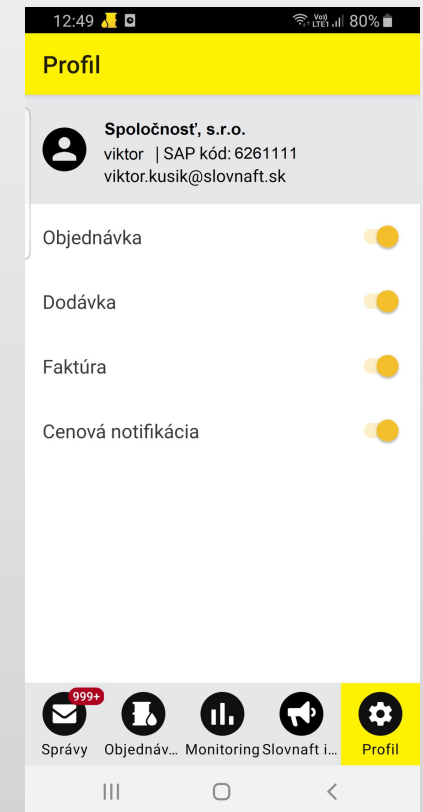 12:49 80%
Profil
Spoločnosť, s.r.o.
viktor | SAP kód: 6261111
viktor.kusik@slovnaft.sk
Objednávka
Dodávka
Faktúra
Cenová notifikácia
999+
Správy Objednáv... Monitoring Slovnaft i... Profil